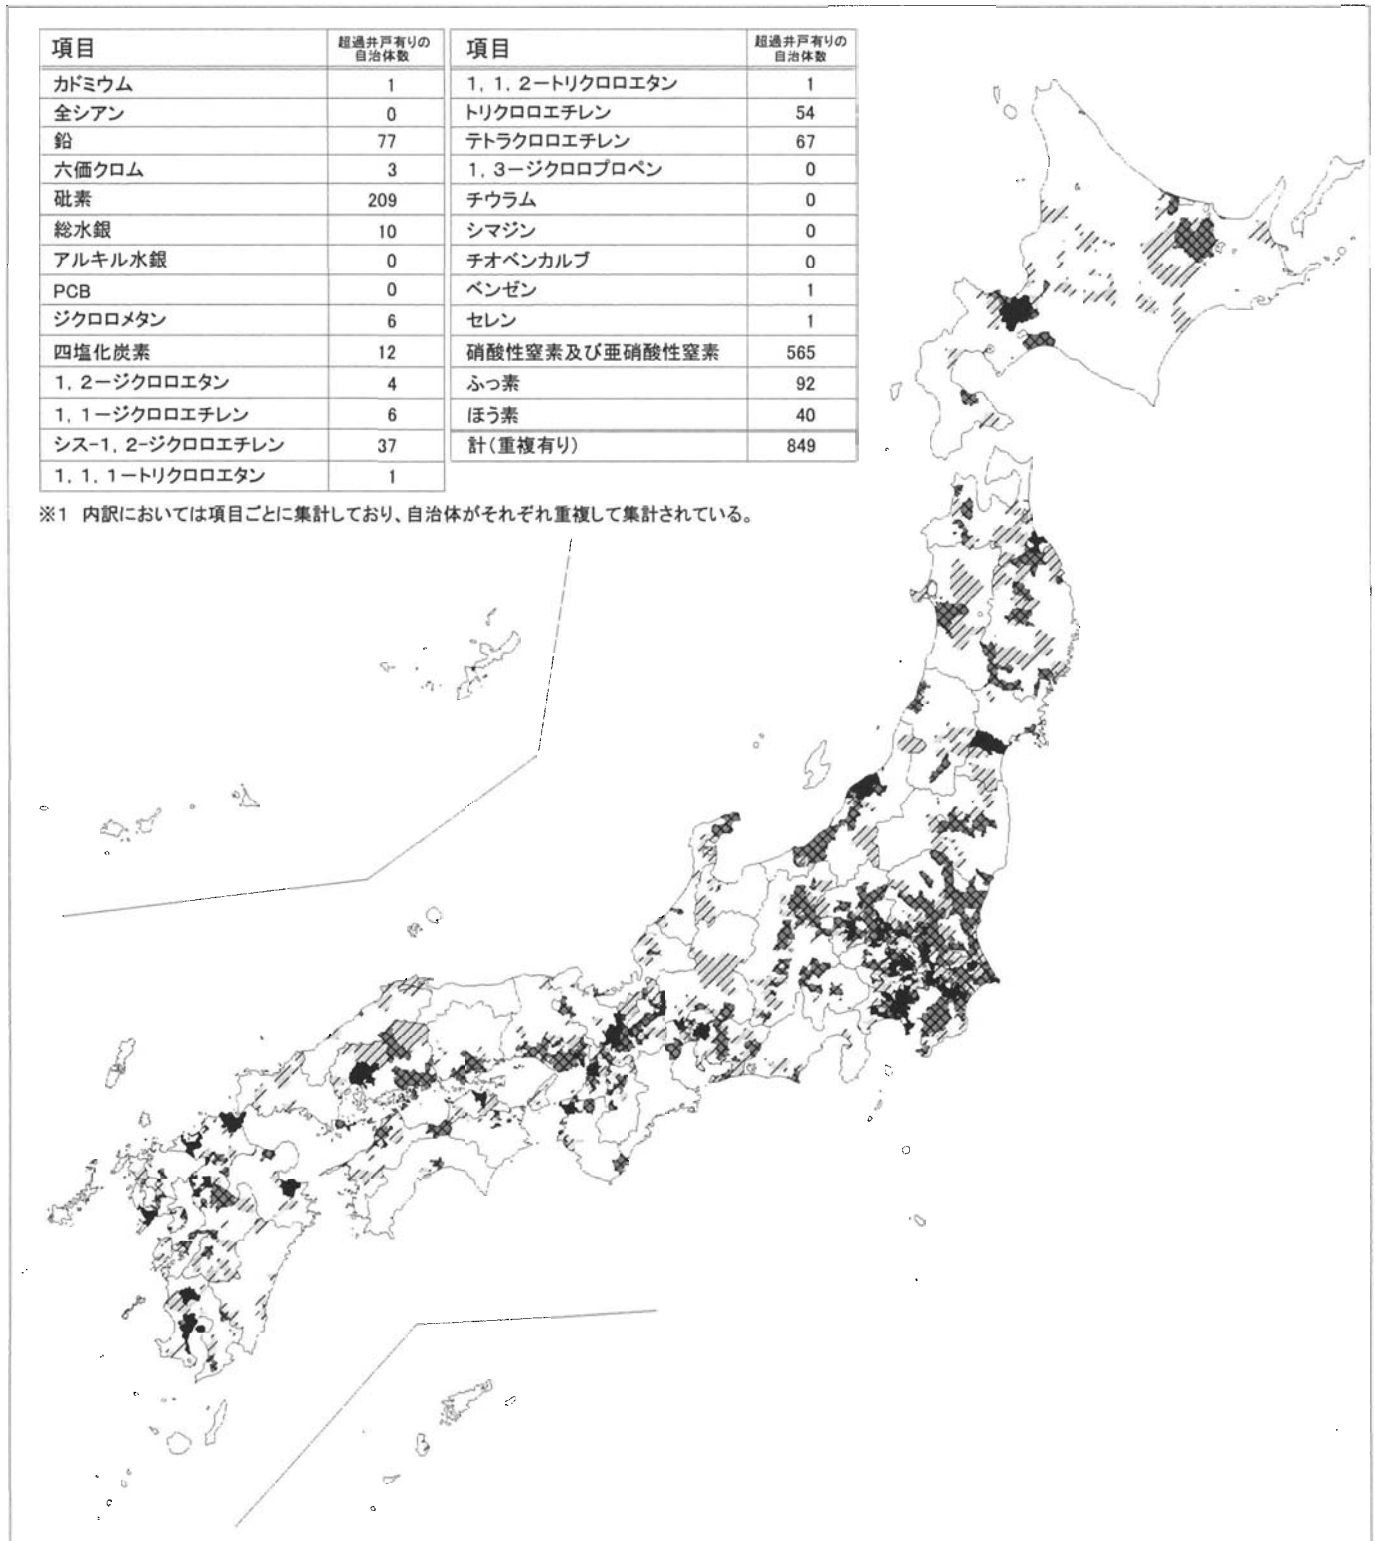 項目 超過井戸有りの自治体数
カドミウム 1
全シアン 0
鉛 77
六価クロム 3
砒素 209
総水銀 10
アルキル水銀 0
PCB 0
ジクロロメタン 6
四塩化炭素 12
1, 2-ジクロロエタン 4
1, 1-ジクロロエチレン 6
シス-1, 2-ジクロロエチレン 37
1, 1, 1-トリクロロエタン 1
項目 超過井戸有りの自治体数
1, 1, 2-トリクロロエタン 1
トリクロロエチレン 54
テトラクロロエチレン 67
1, 3-ジクロロプロペン 0
チウラム 0
シマジン 0
チオベンカルブ 0
ベンゼン 1
セレン 1
硝酸性窒素及び亜硝酸性窒素 565
ふっ素 92
ほう素 40
計(重複有り) 849
※1 内訳においては項目ごとに集計しており、自治体がそれぞれ重複して集計されている。